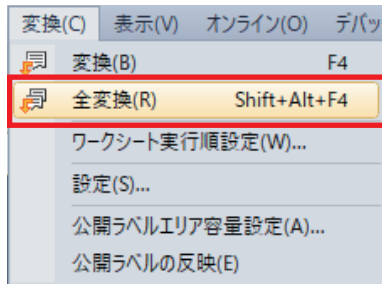 変換(C) 表示(V) オンライン(O) デバッ
変換(B) F4
全変換(R) Shift+Alt+F4
ワークシート実行順設定(W)...
設定(S)...
公開ラベルエリア容量設定(A)...
公開ラベルの反映(E)